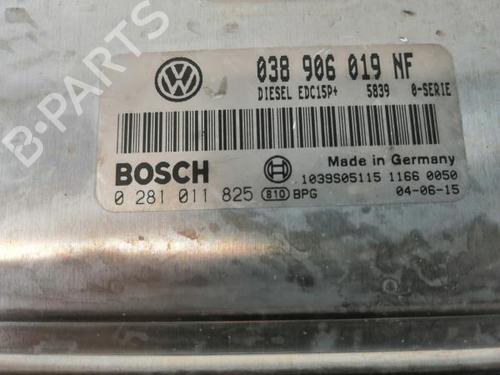 038 906 019 NF
DIESEL EDC15P+ 5839 0-SERIE
BOSCH
Made in Germany
1039S05115 1166 0050
0 281 011 825 810 BPG
04-06-15
B-PARTS